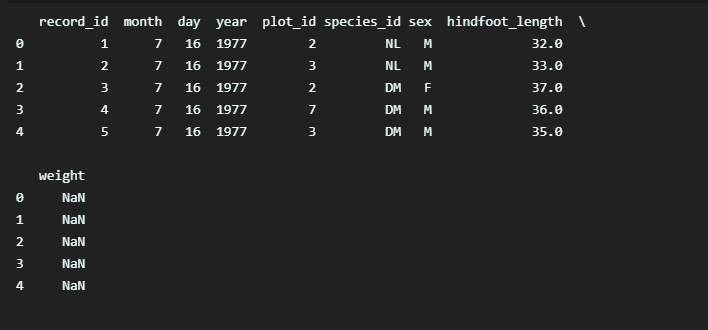 record_id month day year plot_id species_id sex hindfoot_length \
0 1 7 16 1977 2 NL M 32.0
1 2 7 16 1977 3 NL M 33.0
2 3 7 16 1977 2 DM F 37.0
3 4 7 16 1977 7 DM M 36.0
4 5 7 16 1977 3 DM M 35.0
weight
0 NaN
1 NaN
2 NaN
3 NaN
4 NaN